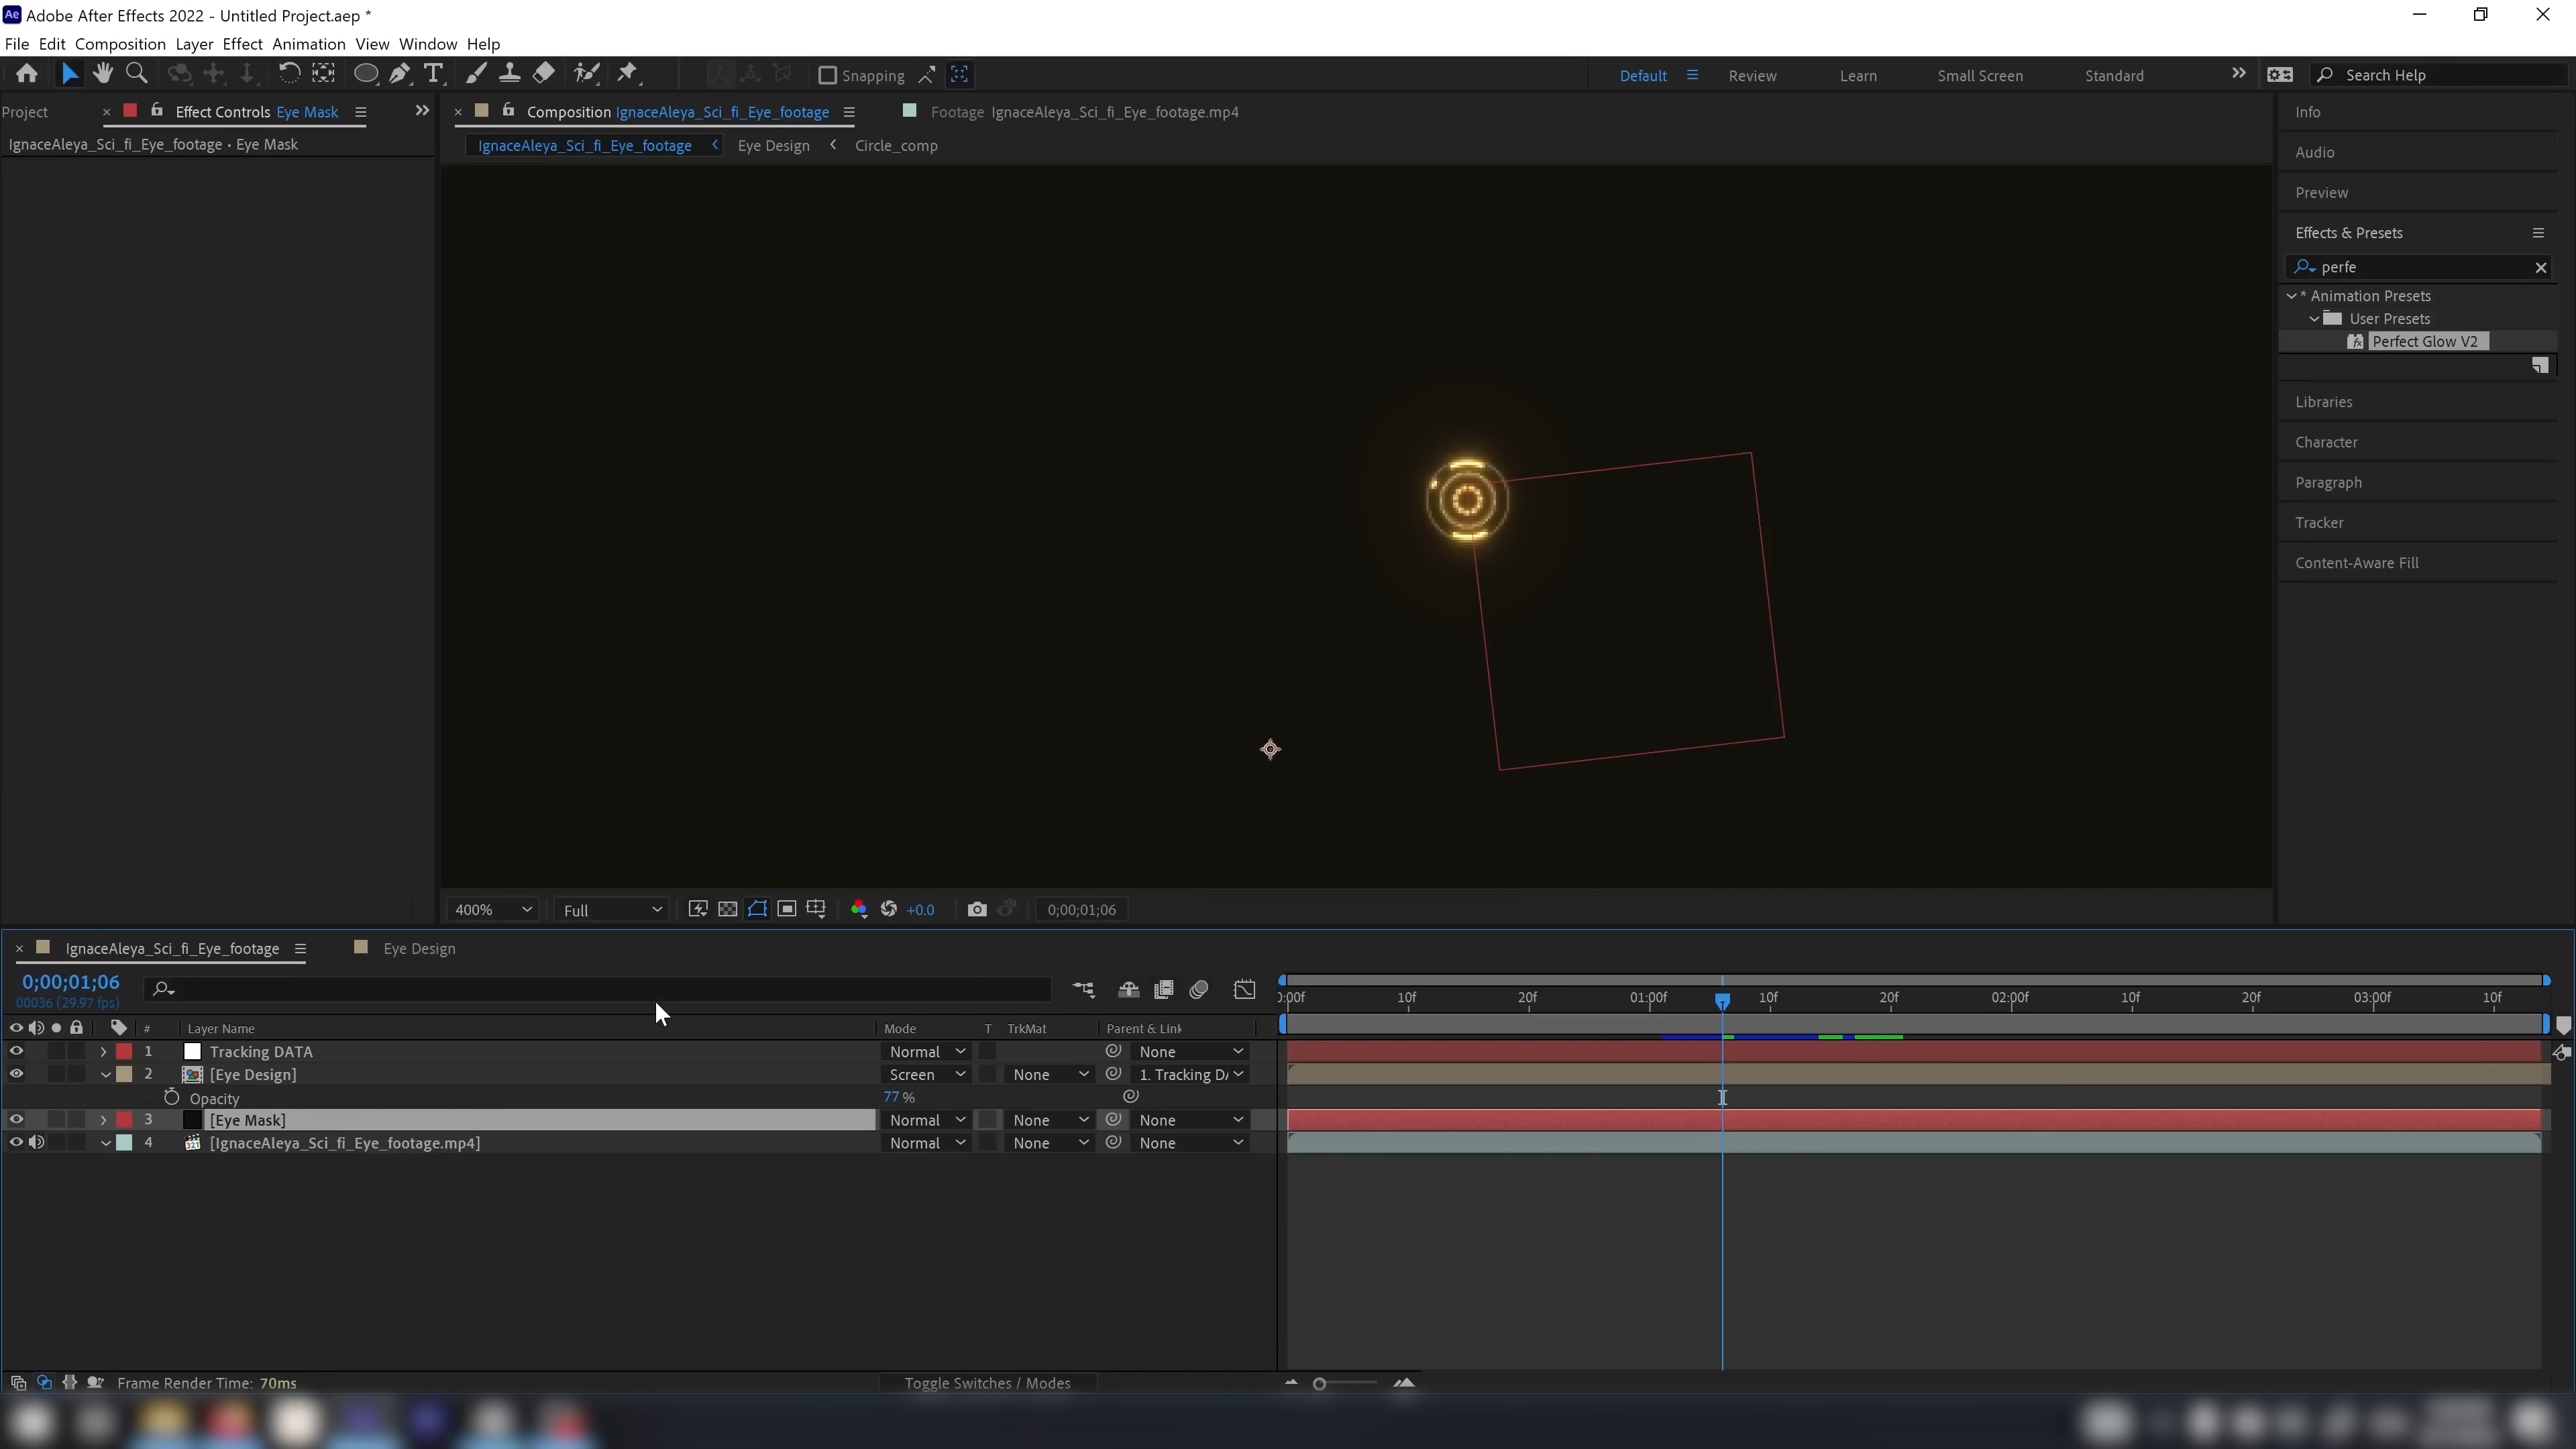 Ae Adobe After Effects 2022 - Untitled Project.aep *
File Edit Composition Layer Effect Animation View Window Help
Snapping
Default Review Learn Small Screen Standard Search Help
Project × Effect Controls Eye Mask
IgnaceAleya_Sci_fi_Eye_footage • Eye Mask
× Composition IgnaceAleya_Sci_fi_Eye_footage Footage IgnaceAleya_Sci_fi_Eye_footage.mp4
IgnaceAleya_Sci_fi_Eye_footage Eye Design Circle_comp
Info
Audio
Preview
Effects & Presets
perfe
* Animation Presets
User Presets
Perfect Glow V2
Libraries
Character
Paragraph
Tracker
Content-Aware Fill
400% Full +0.0 0;00;01;06
× IgnaceAleya_Sci_fi_Eye_footage Eye Design
0;00;01;06
00036 (29.97 fps)
):00f 10f 20f 01:00f 10f 20f 02:00f 10f 20f 03:00f 10f
# Layer Name Mode T TrkMat Parent & Link
1 Tracking DATA Normal None
2 [Eye Design] Screen None 1. Tracking DA
Opacity 77 %
3 [Eye Mask] Normal None None
4 [IgnaceAleya_Sci_fi_Eye_footage.mp4] Normal None None
Frame Render Time: 70ms Toggle Switches / Modes